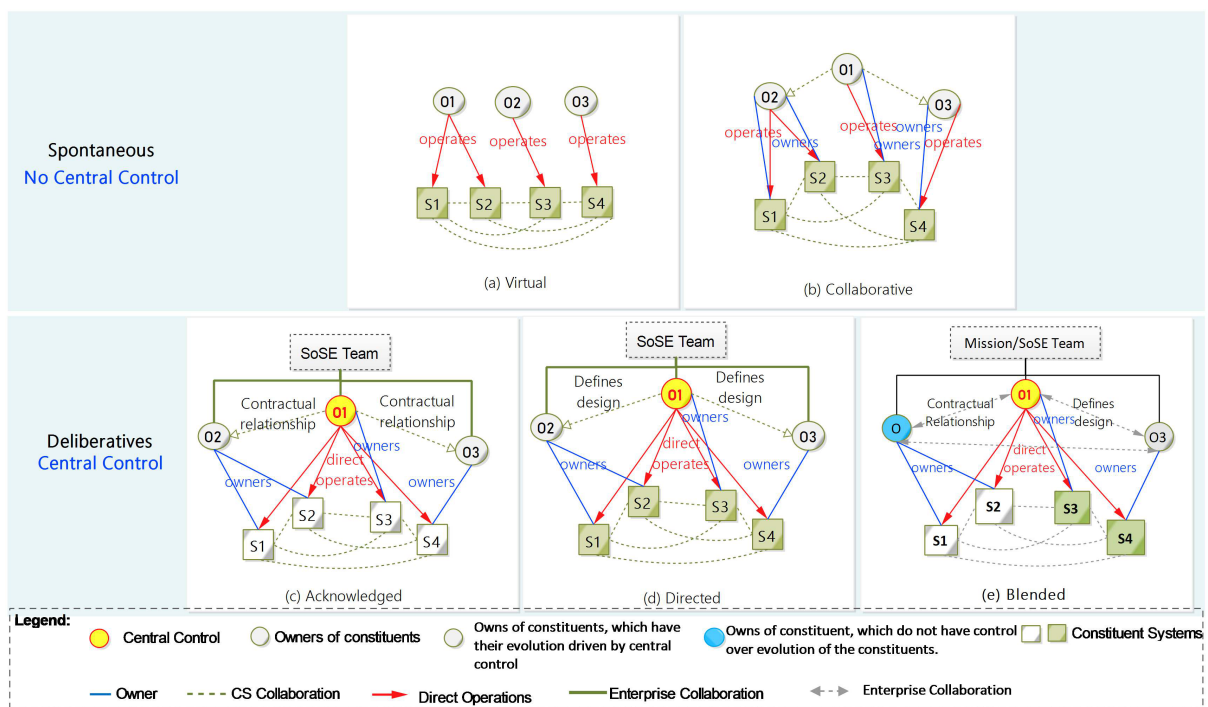 Spontaneous
No Central Control
O1
O2
O3
operates
operates
operates
S1
S2
S3
S4
(a) Virtual
O1
O2
O3
operates
owners
operates
owners
owners
operates
S2
S3
S1
S4
(b) Collaborative
Deliberatives
Central Control
SoSE Team
Contractual
relationship
O1
Contractual
relationship
O2
O3
owners
owners
direct
operates
owners
S2
S3
S1
S4
(c) Acknowledged
SoSE Team
Defines
design
O1
Defines
design
O2
O3
owners
owners
direct
operates
owners
S2
S3
S1
S4
(d) Directed
Mission/SoSE Team
Contractual
Relationship
O1
Defines
design
O
O3
owners
owners
direct
operates
owners
S2
S3
S1
S4
(e) Blended
Legend:
Central Control
Owners of constituents
Owns of constituents, which have
their evolution driven by central
control
Owns of constituent, which do not have control
over evolution of the constituents.
Constituent Systems
Owner
CS Collaboration
Direct Operations
Enterprise Collaboration
Enterprise Collaboration